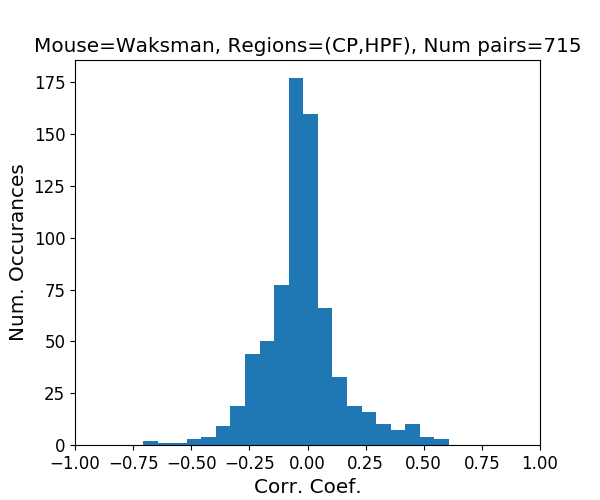 Mouse=Waksman, Regions=(CP,HPF), Num pairs=715
175
150
125
100
75
50
25
0
Num. Occurances
−1.00 −0.75 −0.50 −0.25 0.00 0.25 0.50 0.75 1.00
Corr. Coef.